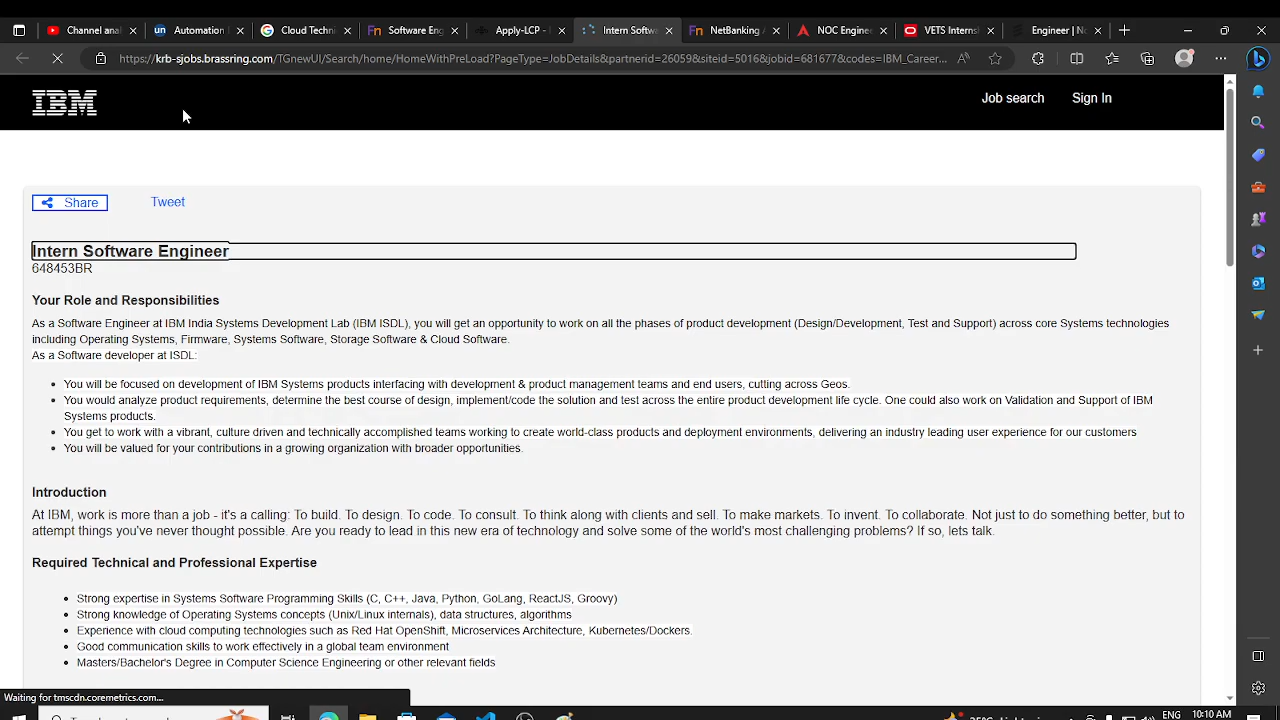 Channel anal
Automation
Cloud Techni
Software Eng
Apply-LCP -
Intern Softwa
NetBanking /
NOC Enginee
VETS Internsh
Engineer | No
https://krb-sjobs.brassring.com/TGnewUI/Search/home/HomeWithPreLoad?PageType=JobDetails&partnerid=26059&siteid=5016&jobid=681677&codes=IBM_Career...
IBM
Job search Sign In
Share Tweet
Intern Software Engineer
648453BR
Your Role and Responsibilities
As a Software Engineer at IBM India Systems Development Lab (IBM ISDL), you will get an opportunity to work on all the phases of product development (Design/Development, Test and Support) across core Systems technologies
including Operating Systems, Firmware, Systems Software, Storage Software & Cloud Software.
As a Software developer at ISDL:
You will be focused on development of IBM Systems products interfacing with development & product management teams and end users, cutting across Geos.
You would analyze product requirements, determine the best course of design, implement/code the solution and test across the entire product development life cycle. One could also work on Validation and Support of IBM
Systems products.
You get to work with a vibrant, culture driven and technically accomplished teams working to create world-class products and deployment environments, delivering an industry leading user experience for our customers
You will be valued for your contributions in a growing organization with broader opportunities.
Introduction
At IBM, work is more than a job - it's a calling: To build. To design. To code. To consult. To think along with clients and sell. To make markets. To invent. To collaborate. Not just to do something better, but to
attempt things you've never thought possible. Are you ready to lead in this new era of technology and solve some of the world's most challenging problems? If so, lets talk.
Required Technical and Professional Expertise
Strong expertise in Systems Software Programming Skills (C, C++, Java, Python, GoLang, ReactJS, Groovy)
Strong knowledge of Operating Systems concepts (Unix/Linux internals), data structures, algorithms
Experience with cloud computing technologies such as Red Hat OpenShift, Microservices Architecture, Kubernetes/Dockers.
Good communication skills to work effectively in a global team environment
Masters/Bachelor's Degree in Computer Science Engineering or other relevant fields
Waiting for tmscdn.coremetrics.com...
ENG 10:10 AM